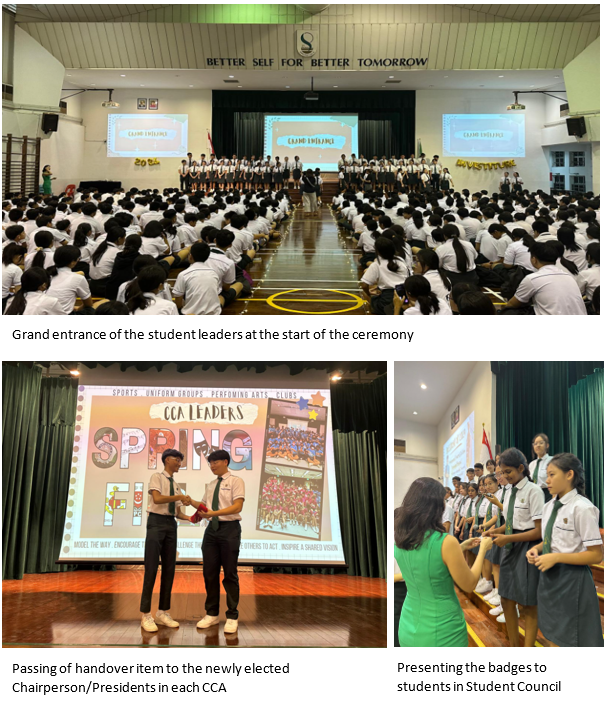 BETTER SELF FOR BETTER TOMORROW
GRAND ENTRANCE
GRAND ENTRANCE
GRAND ENTRANCE
2024
INVESTITURE
Grand entrance of the student leaders at the start of the ceremony
SPORTS UNIFORM GROUPS PERFOMING ARTS CLUBS
CCA LEADERS
SPRING
MODEL THE WAY ENCOURAGE OTHERS TO ACT INSPIRE A SHARED VISION
Passing of handover item to the newly elected
Chairperson/Presidents in each CCA
Presenting the badges to
students in Student Council